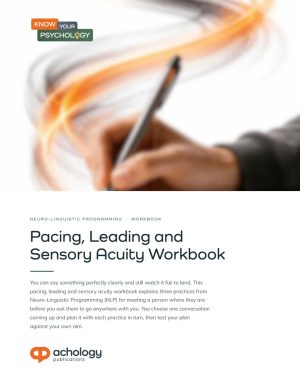 KNOW YOUR
PSYCHOLOGY
NEURO-LINGUISTIC PROGRAMMING · WORKBOOK
Pacing, Leading and
Sensory Acuity Workbook
You can say something perfectly clearly and still watch it fail to land. This
pacing, leading and sensory acuity workbook explains three practices from
Neuro-Linguistic Programming (NLP) for meeting a person where they are
before you ask them to go anywhere with you. You choose one conversation
coming up and plan it with each practice in turn, then test your plan
against your own aim.
achology
publications